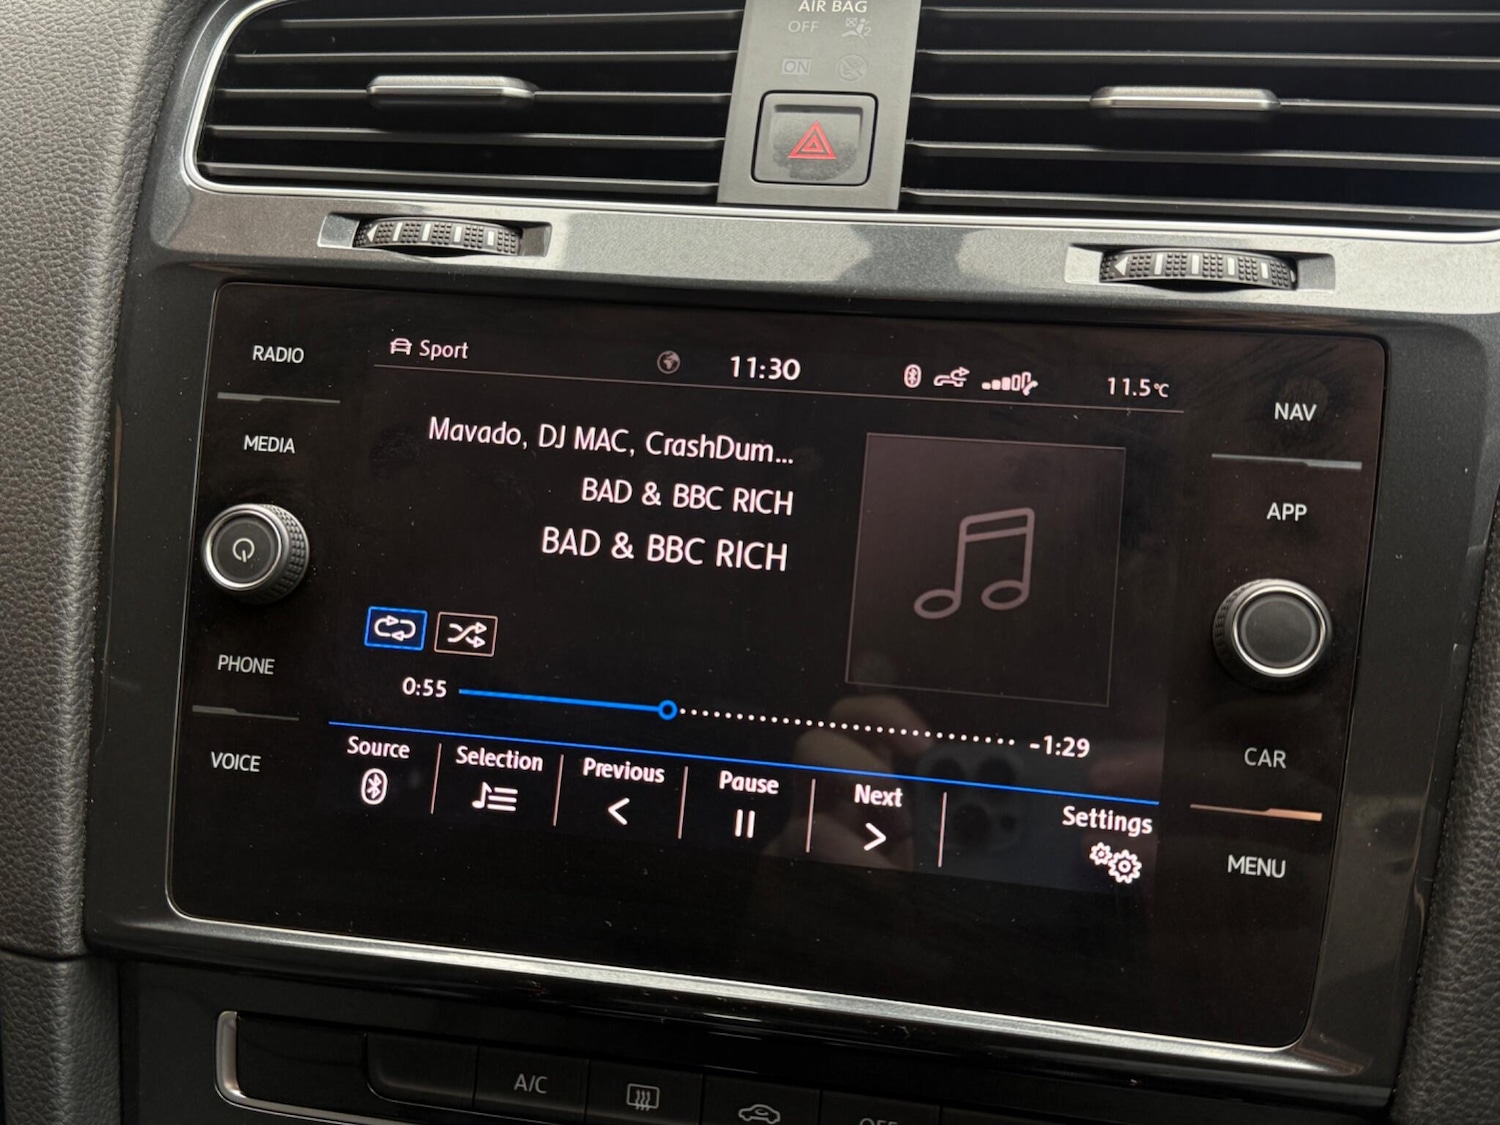 AIR BAG
OFF
ON
RADIO
MEDIA
PHONE
VOICE
Sport
11:30
11.5°C
Mavado, DJ MAC, CrashDum...
BAD & BBC RICH
BAD & BBC RICH
0:55
-1:29
Source
Selection
Previous
Pause
Next
Settings
NAV
APP
CAR
MENU
A/C
OFF